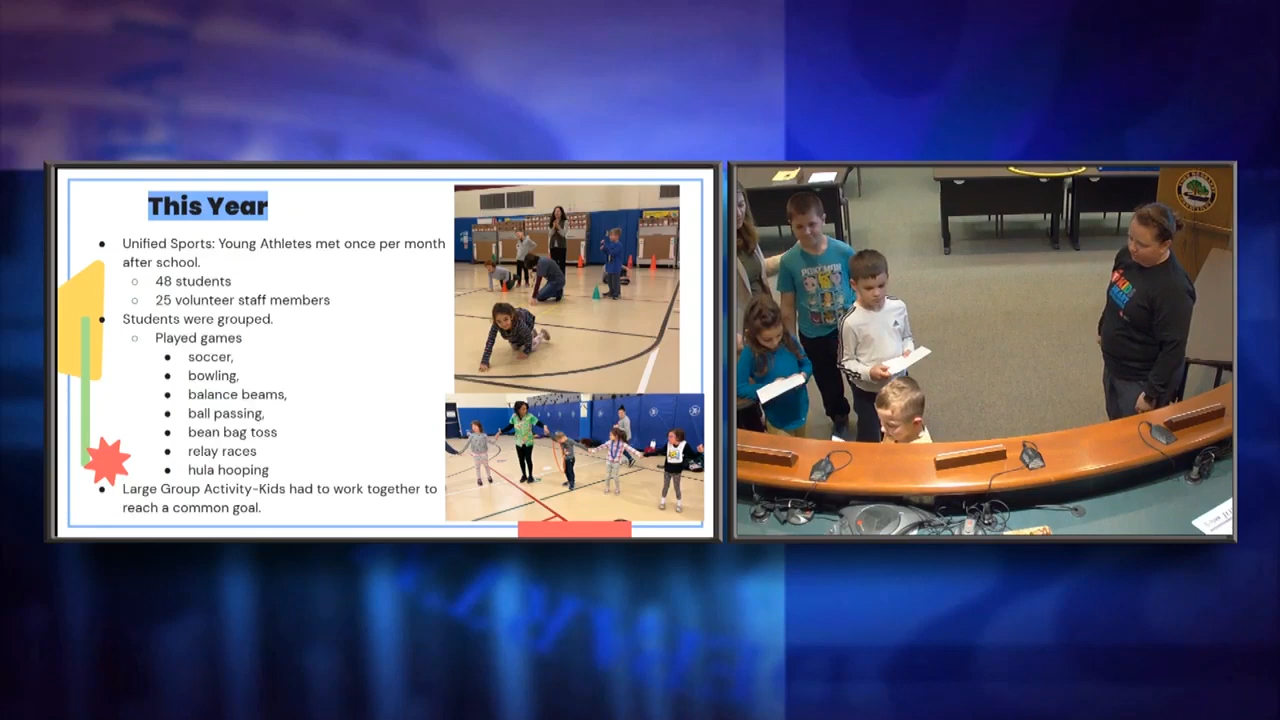 This Year
● Unified Sports: Young Athletes met once per month
after school.
○ 48 students
○ 25 volunteer staff members
● Students were grouped.
○ Played games
● soccer,
● bowling,
● balance beams,
● ball passing,
● bean bag toss
● relay races
● hula hooping
● Large Group Activity-Kids had to work together to
reach a common goal.
POKEMON